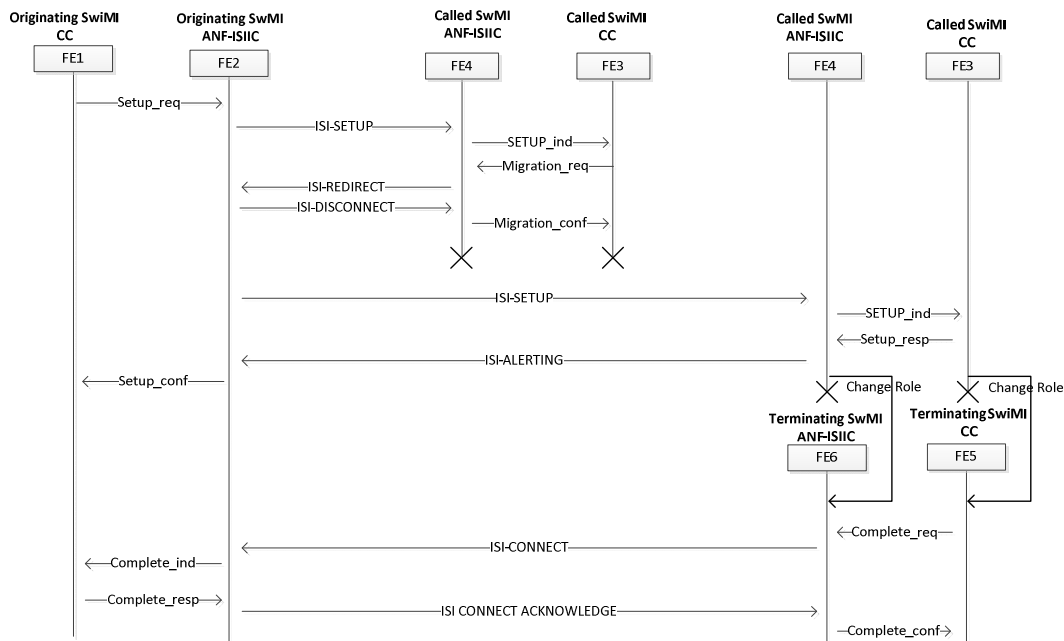 Originating SwiMI
CC
Originating SwMI
ANF-ISIIC
Called SwMI
ANF-ISIIC
Called SwiMI
CC
Called SwMI
ANF-ISIIC
Called SwiMI
CC
FE1
FE2
FE4
FE3
FE4
FE3
Setup_req
ISI-SETUP
SETUP_ind
Migration_req
ISI-REDIRECT
ISI-DISCONNECT
Migration_conf
ISI-SETUP
SETUP_ind
Setup_resp
ISI-ALERTING
Setup_conf
Change Role
Change Role
Terminating SwMI
ANF-ISIIC
Terminating SwiMI
CC
FE6
FE5
Complete_req
ISI-CONNECT
Complete_ind
Complete_resp
ISI CONNECT ACKNOWLEDGE
Complete_conf